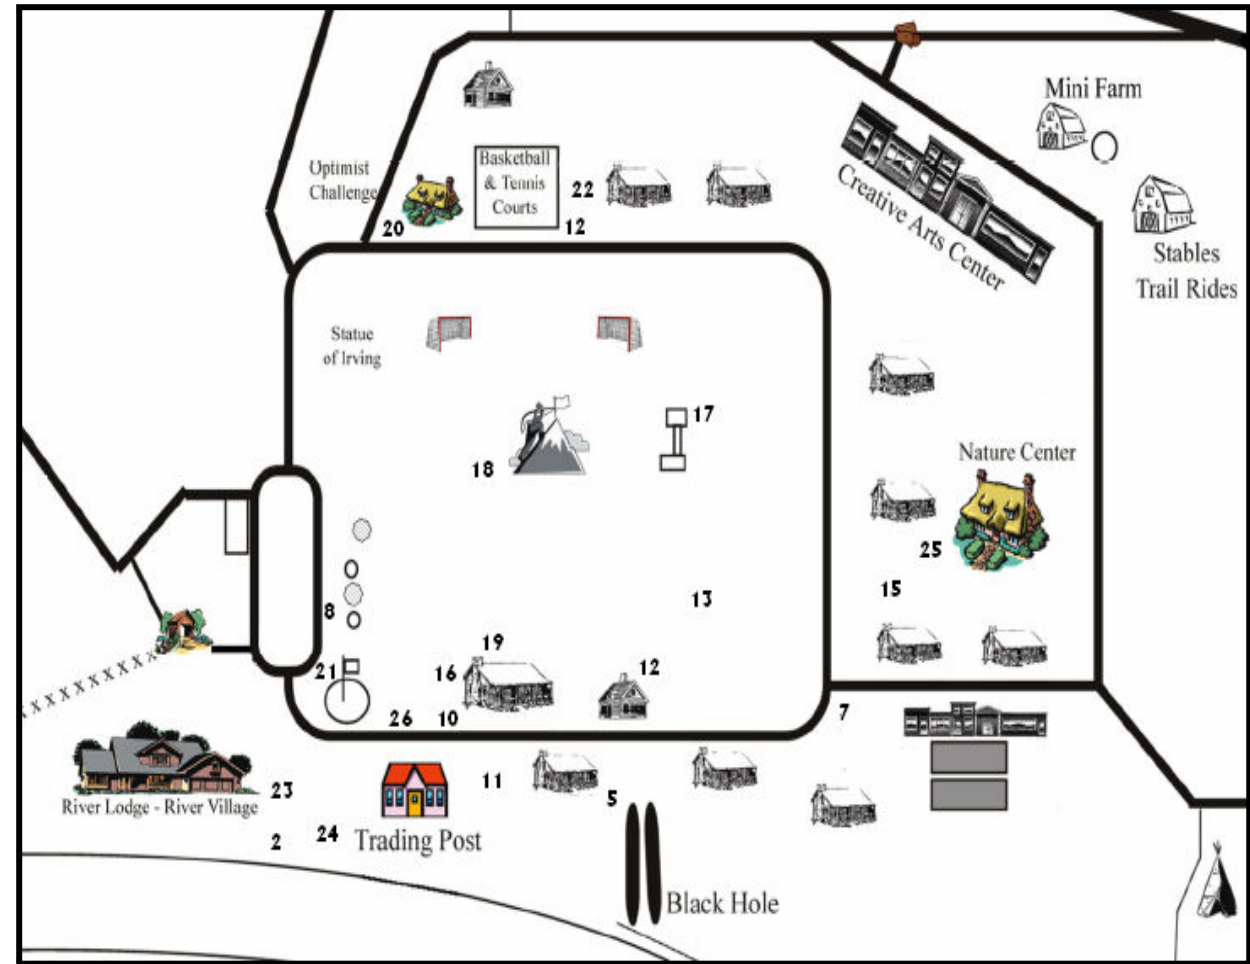 Mini Farm
Optimist
Challenge
Basketball
& Tennis
Courts
22
20
12
Creative Arts Center
Stables
Trail Rides
Statue
of Irving
17
18
Nature Center
25
15
13
8
19
21
16
12
26
10
7
11
5
River Lodge - River Village
23
2
24
Trading Post
Black Hole
XXXXXXXXXX